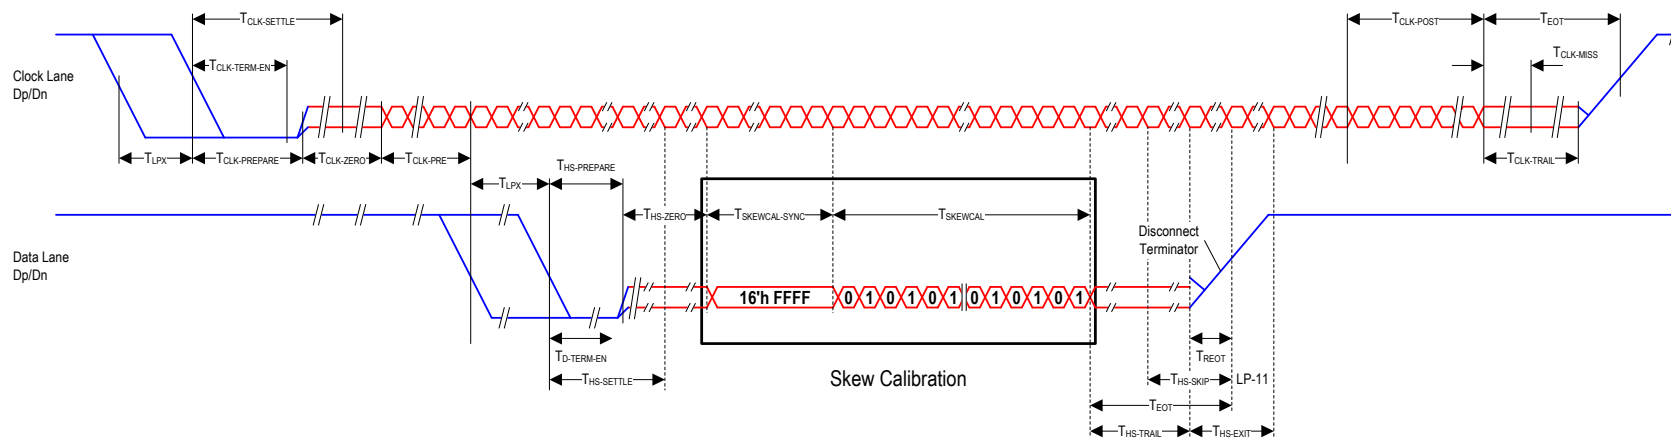 TCLK-SETTLE
TCLK-POST
TEOT
TCLK-TERM-EN
TCLK-MISS
Clock Lane
Dp/Dn
TLPX
TCLK-PREPARE
TCLK-ZERO
TCLK-PRE
TCLK-TRAIL
THS-PREPARE
TLPX
THS-ZERO
TSKEWCAL-SYNC
TSKEWCAL
Disconnect
Terminator
Data Lane
Dp/Dn
16'h FFFF
0 1 0 1 0 1 0 1 0 1 0 1
TD-TERM-EN
TREOT
THS-SETTLE
Skew Calibration
THS-SKIP
LP-11
TEOT
THS-TRAIL
THS-EXIT